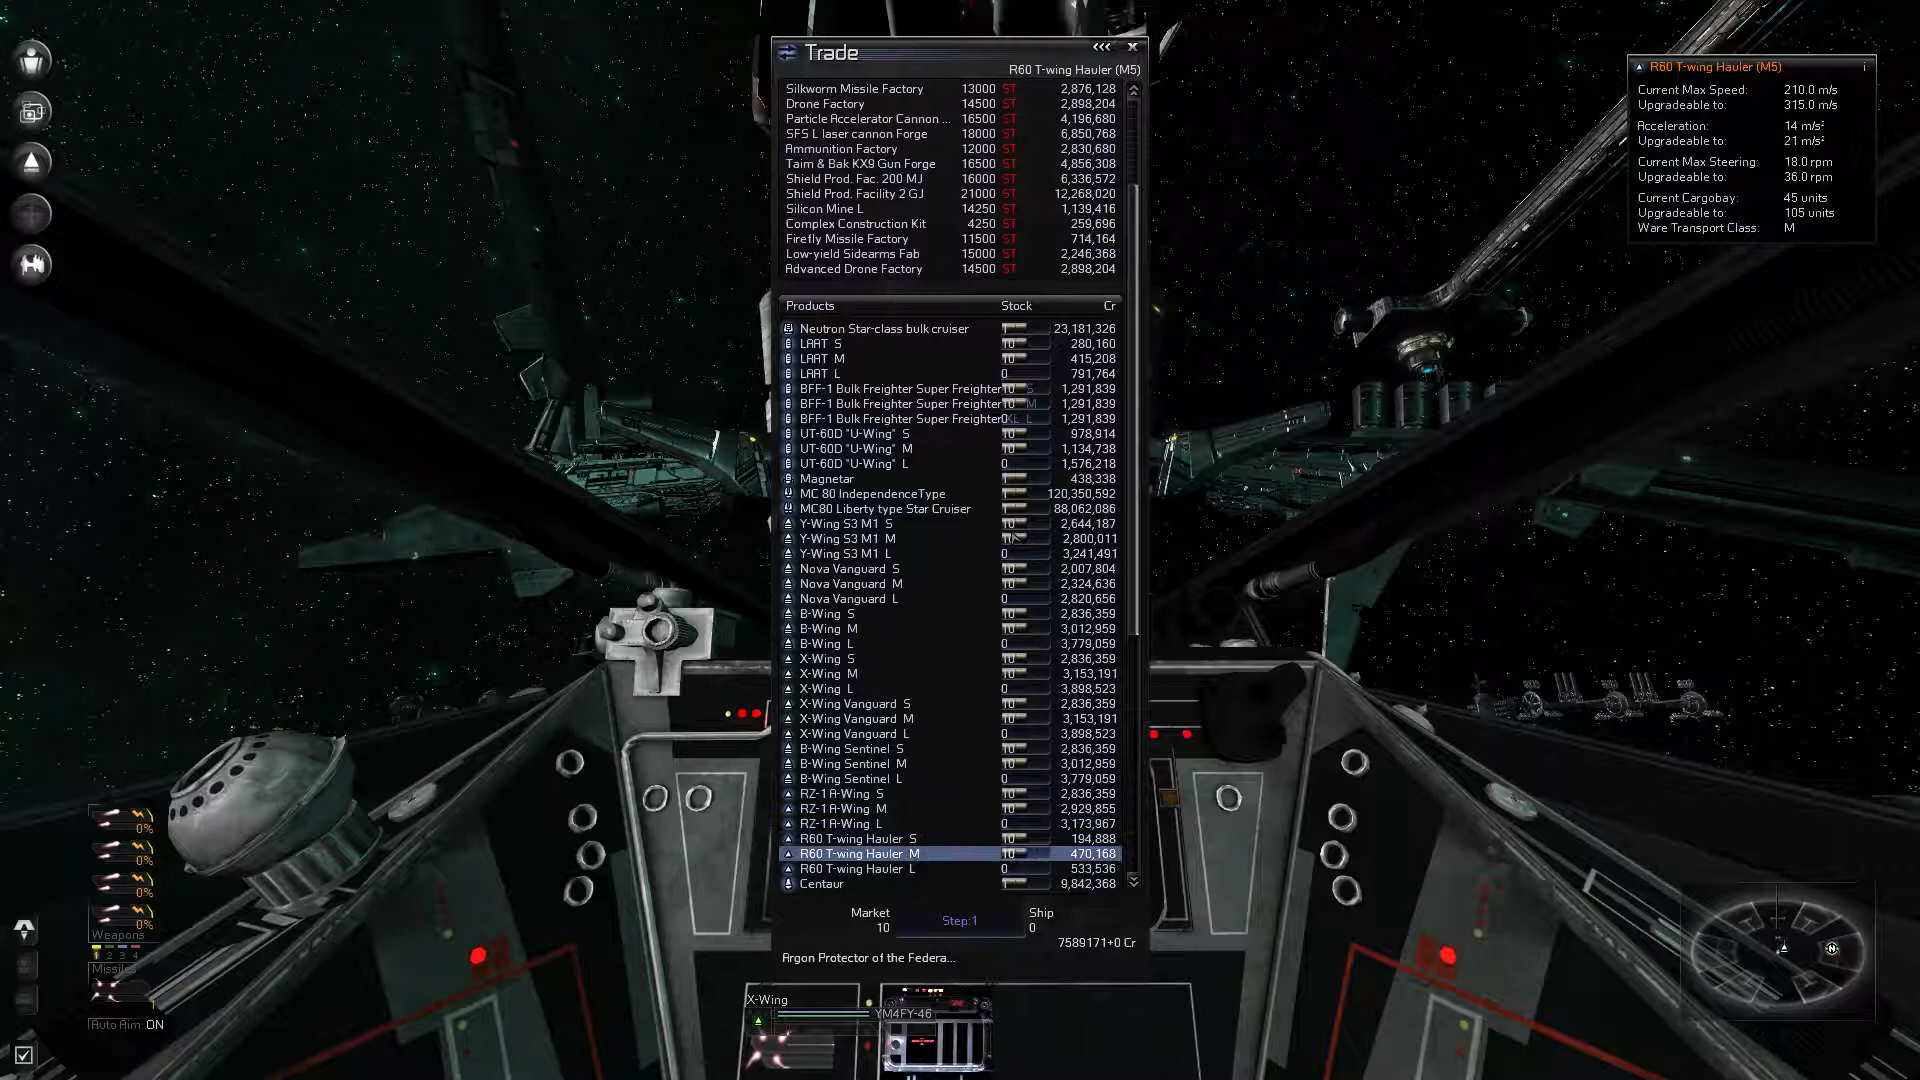 Trade
R60 T-wing Hauler (M5)
Silkworm Missile Factory 13000 ST 2,876,128
Drone Factory 14500 ST 2,898,204
Particle Accelerator Cannon ... 16500 ST 4,196,680
SFS L laser cannon Forge 18000 ST 6,850,768
Ammunition Factory 12000 ST 2,830,680
Taim & Bak KX9 Gun Forge 16500 ST 4,856,308
Shield Prod. Fac. 200 MJ 16000 ST 6,336,572
Shield Prod. Facility 2 GJ 21000 ST 12,268,020
Silicon Mine L 14250 ST 1,139,416
Complex Construction Kit 4250 ST 259,696
Firefly Missile Factory 11500 ST 714,164
Low-yield Sidearms Fab 15000 ST 2,246,368
Advanced Drone Factory 14500 ST 2,898,204
Products Stock Cr
Neutron Star-class bulk cruiser 1 23,181,326
LAAT S 10 280,160
LAAT M 10 415,208
LAAT L 0 791,764
BFF-1 Bulk Freighter Super Freighter 10 S 1,291,839
BFF-1 Bulk Freighter Super Freighter 10 M 1,291,839
BFF-1 Bulk Freighter Super Freighter 0 XL L 1,291,839
UT-60D "U-Wing" S 10 978,914
UT-60D "U-Wing" M 10 1,134,738
UT-60D "U-Wing" L 0 1,576,218
Magnetar 1 438,338
MC 80 IndependenceType 1 120,350,592
MC80 Liberty type Star Cruiser 1 88,062,086
Y-Wing S3 M1 S 10 2,644,187
Y-Wing S3 M1 M 10 2,800,011
Y-Wing S3 M1 L 0 3,241,491
Nova Vanguard S 10 2,007,804
Nova Vanguard M 10 2,324,636
Nova Vanguard L 0 2,820,656
B-Wing S 10 2,836,359
B-Wing M 10 3,012,959
B-Wing L 0 3,779,059
X-Wing S 10 2,836,359
X-Wing M 10 3,153,191
X-Wing L 0 3,898,523
X-Wing Vanguard S 10 2,836,359
X-Wing Vanguard M 10 3,153,191
X-Wing Vanguard L 0 3,898,523
B-Wing Sentinel S 10 2,836,359
B-Wing Sentinel M 10 3,012,959
B-Wing Sentinel L 0 3,779,059
RZ-1 A-Wing S 10 2,836,359
RZ-1 A-Wing M 10 2,929,855
RZ-1 A-Wing L 0 3,173,967
R60 T-wing Hauler S 10 194,888
R60 T-wing Hauler M 10 470,168
R60 T-wing Hauler L 0 533,536
Centaur 1 9,842,368
Market Step:1 Ship
10 0
7589171+0 Cr
Argon Protector of the Federa...
R60 T-wing Hauler (M5) i
Current Max Speed: 210.0 m/s
Upgradeable to: 315.0 m/s
Acceleration: 14 m/s²
Upgradeable to: 21 m/s²
Current Max Steering: 18.0 rpm
Upgradeable to: 36.0 rpm
Current Cargobay: 45 units
Upgradeable to: 105 units
Ware Transport Class: M
0%
0%
0%
0%
Weapons
1 2 3 4
Missiles
1
Auto Aim: ON
X-Wing
YM4FY-46
N